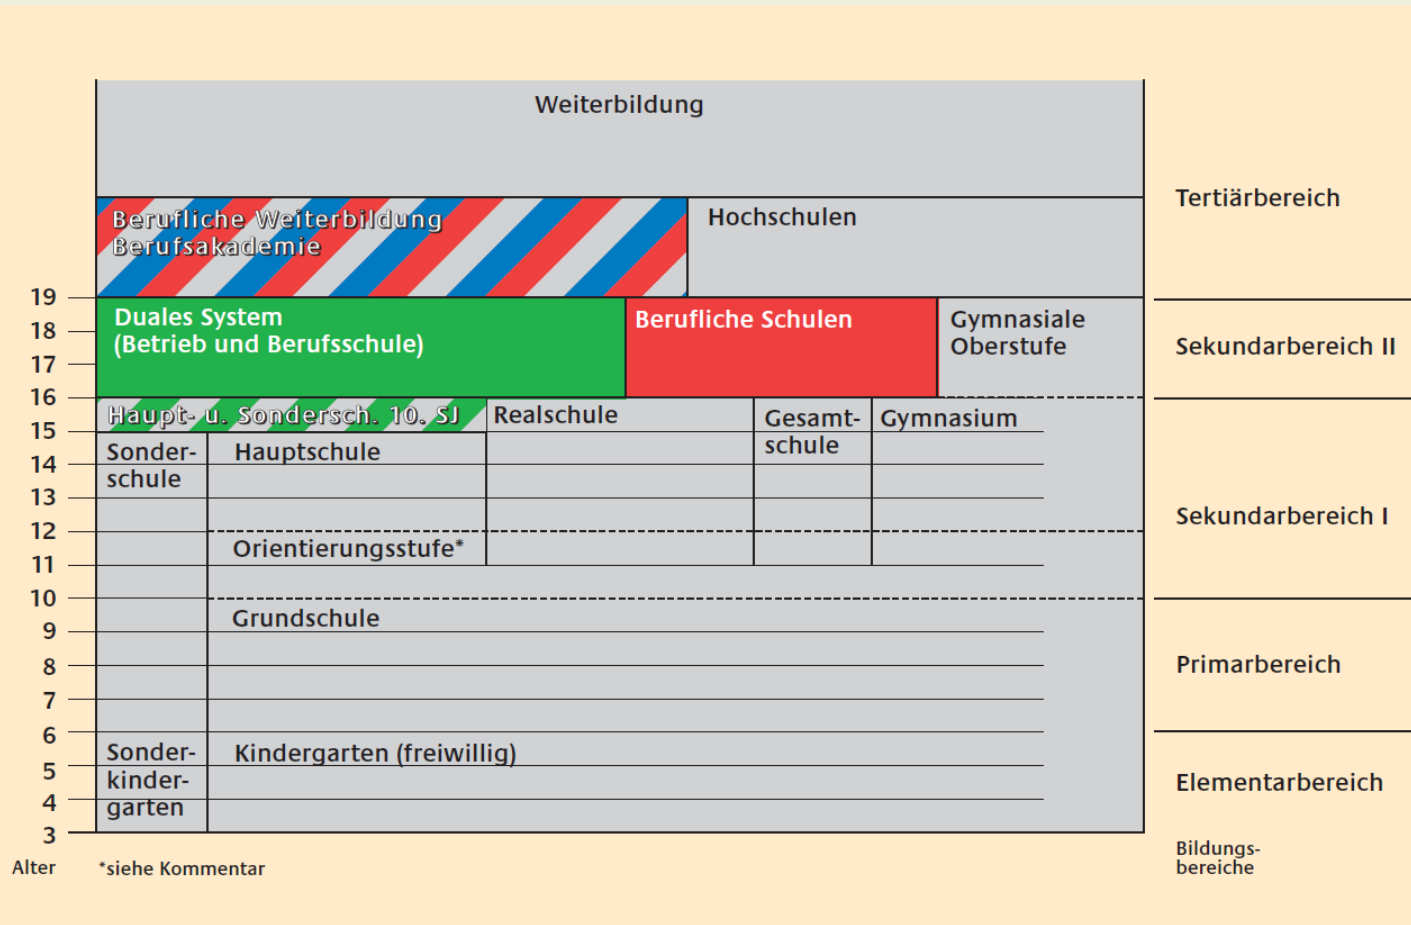 Weiterbildung
Tertiärbereich
Berufliche Weiterbildung
Berufsakademie
Hochschulen
19
18
17
16
15
14
13
12
11
10
9
8
7
6
5
4
3
Alter
Duales System
(Betrieb und Berufsschule)
Berufliche Schulen
Gymnasiale
Oberstufe
Sekundarbereich II
Haupt- u. Sondersch. 10. SJ
Realschule
Gesamt-
schule
Gymnasium
Sonder-
schule
Hauptschule
Sekundarbereich I
Orientierungsstufe*
Grundschule
Primarbereich
Sonder-
kinder-
garten
Kindergarten (freiwillig)
Elementarbereich
Bildungs-
bereiche
*siehe Kommentar